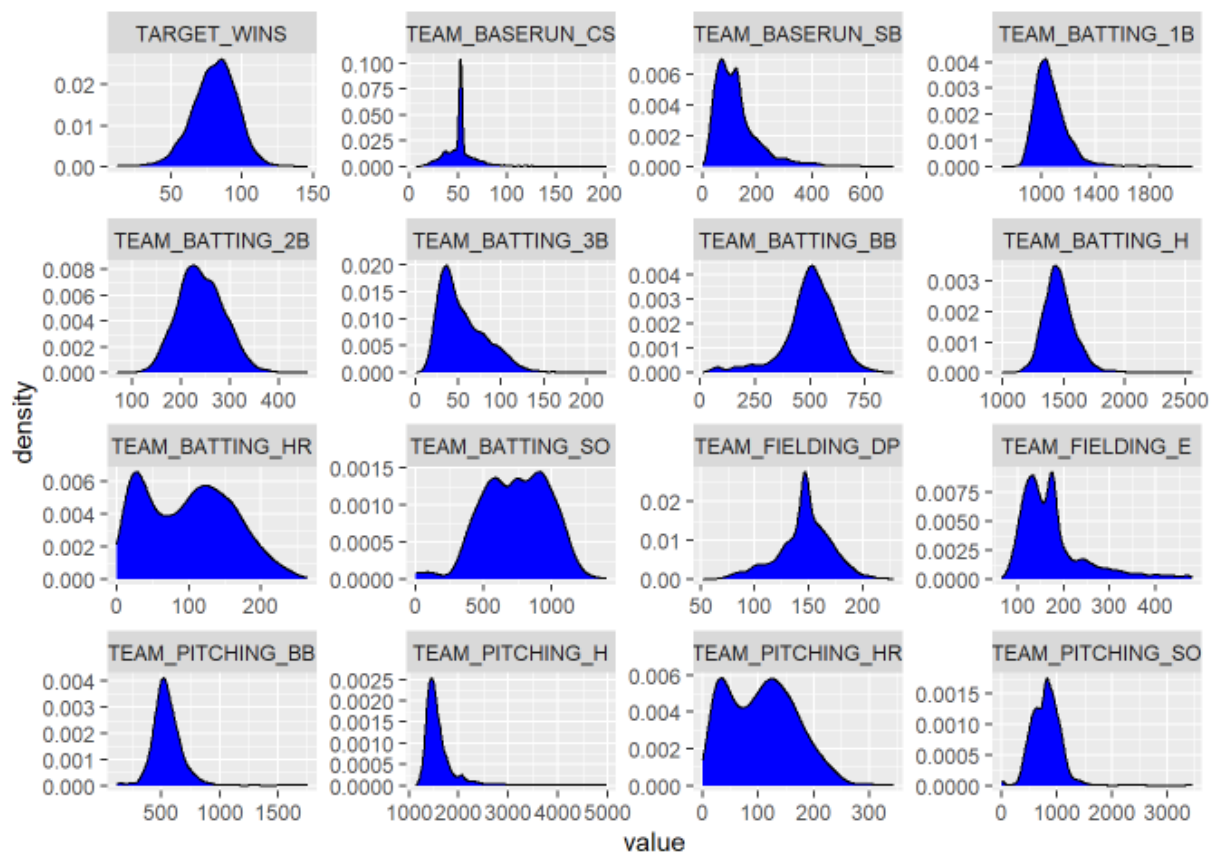 TARGET_WINS TEAM_BASERUN_CS TEAM_BASERUN_SB TEAM_BATTING_1B
0.02 0.01 0.00
0.100 0.075 0.050 0.025 0.000
0.006 0.004 0.002 0.000
0.004 0.003 0.002 0.001 0.000
50 100 150
0 50 100 150 200
0 200 400 600
1000 1400 1800
TEAM_BATTING_2B TEAM_BATTING_3B TEAM_BATTING_BB TEAM_BATTING_H
0.008 0.006 0.004 0.002 0.000
0.020 0.015 0.010 0.005 0.000
0.004 0.003 0.002 0.001 0.000
0.003 0.002 0.001 0.000
100 200 300 400
0 50 100 150 200
0 250 500 750
1000 1500 2000 2500
density
TEAM_BATTING_HR TEAM_BATTING_SO TEAM_FIELDING_DP TEAM_FIELDING_E
0.006 0.004 0.002 0.000
0.0015 0.0010 0.0005 0.0000
0.02 0.01 0.00
0.0075 0.0050 0.0025 0.0000
0 100 200
0 500 1000
50 100 150 200
100 200 300 400
TEAM_PITCHING_BB TEAM_PITCHING_H TEAM_PITCHING_HR TEAM_PITCHING_SO
0.004 0.003 0.002 0.001 0.000
0.0025 0.0020 0.0015 0.0010 0.0005 0.0000
0.006 0.004 0.002 0.000
0.0015 0.0010 0.0005 0.0000
500 1000 1500
1000 2000 3000 4000 5000
0 100 200 300
0 1000 2000 3000
value